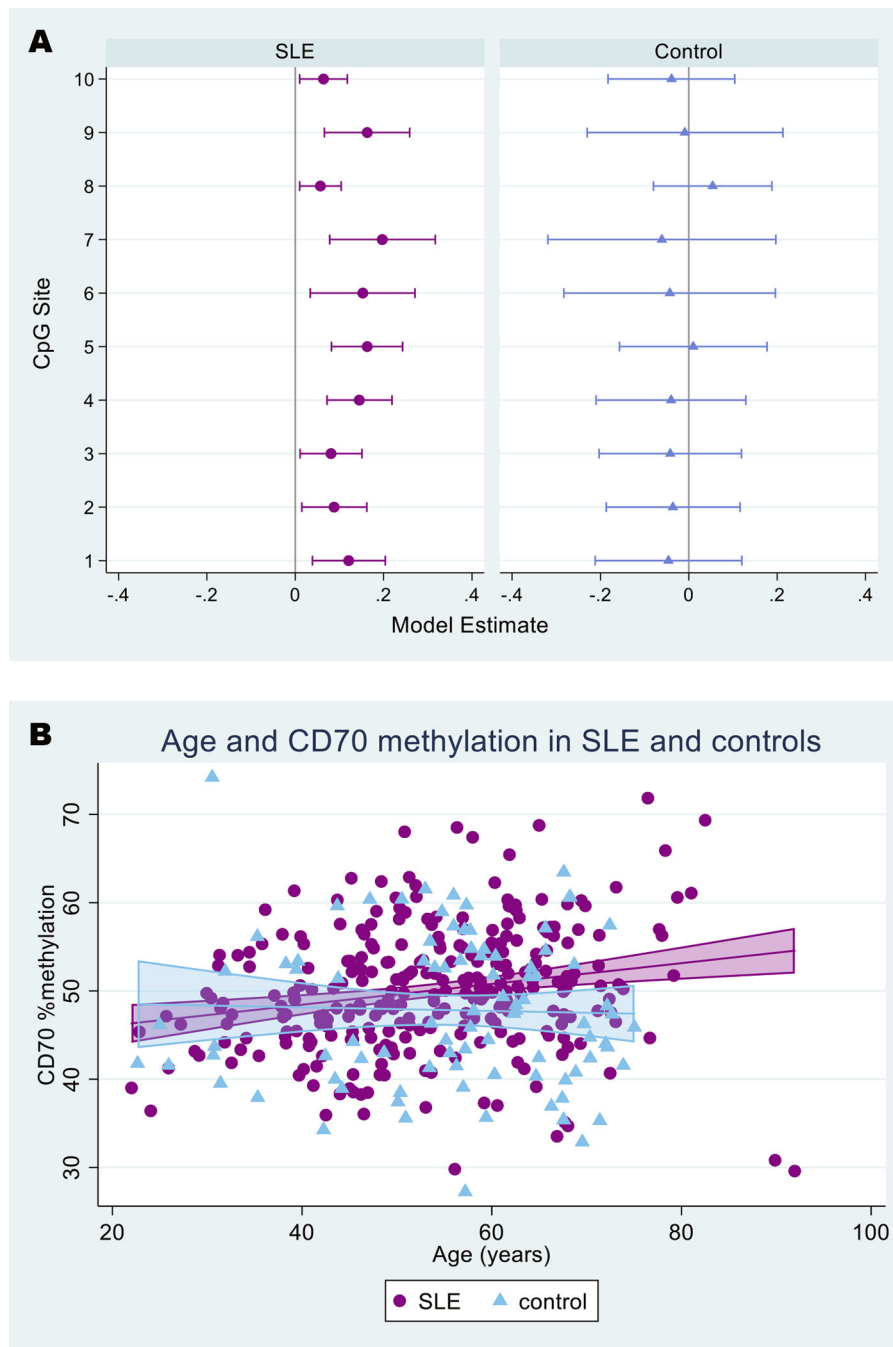 A
SLE
Control
10
9
8
7
6
5
4
3
2
1
CpG Site
-.4 -.2 0 .2 .4
-.4 -.2 0 .2 .4
Model Estimate
B
Age and CD70 methylation in SLE and controls
70
60
50
40
30
CD70 %methylation
20 40 60 80 100
Age (years)
SLE control